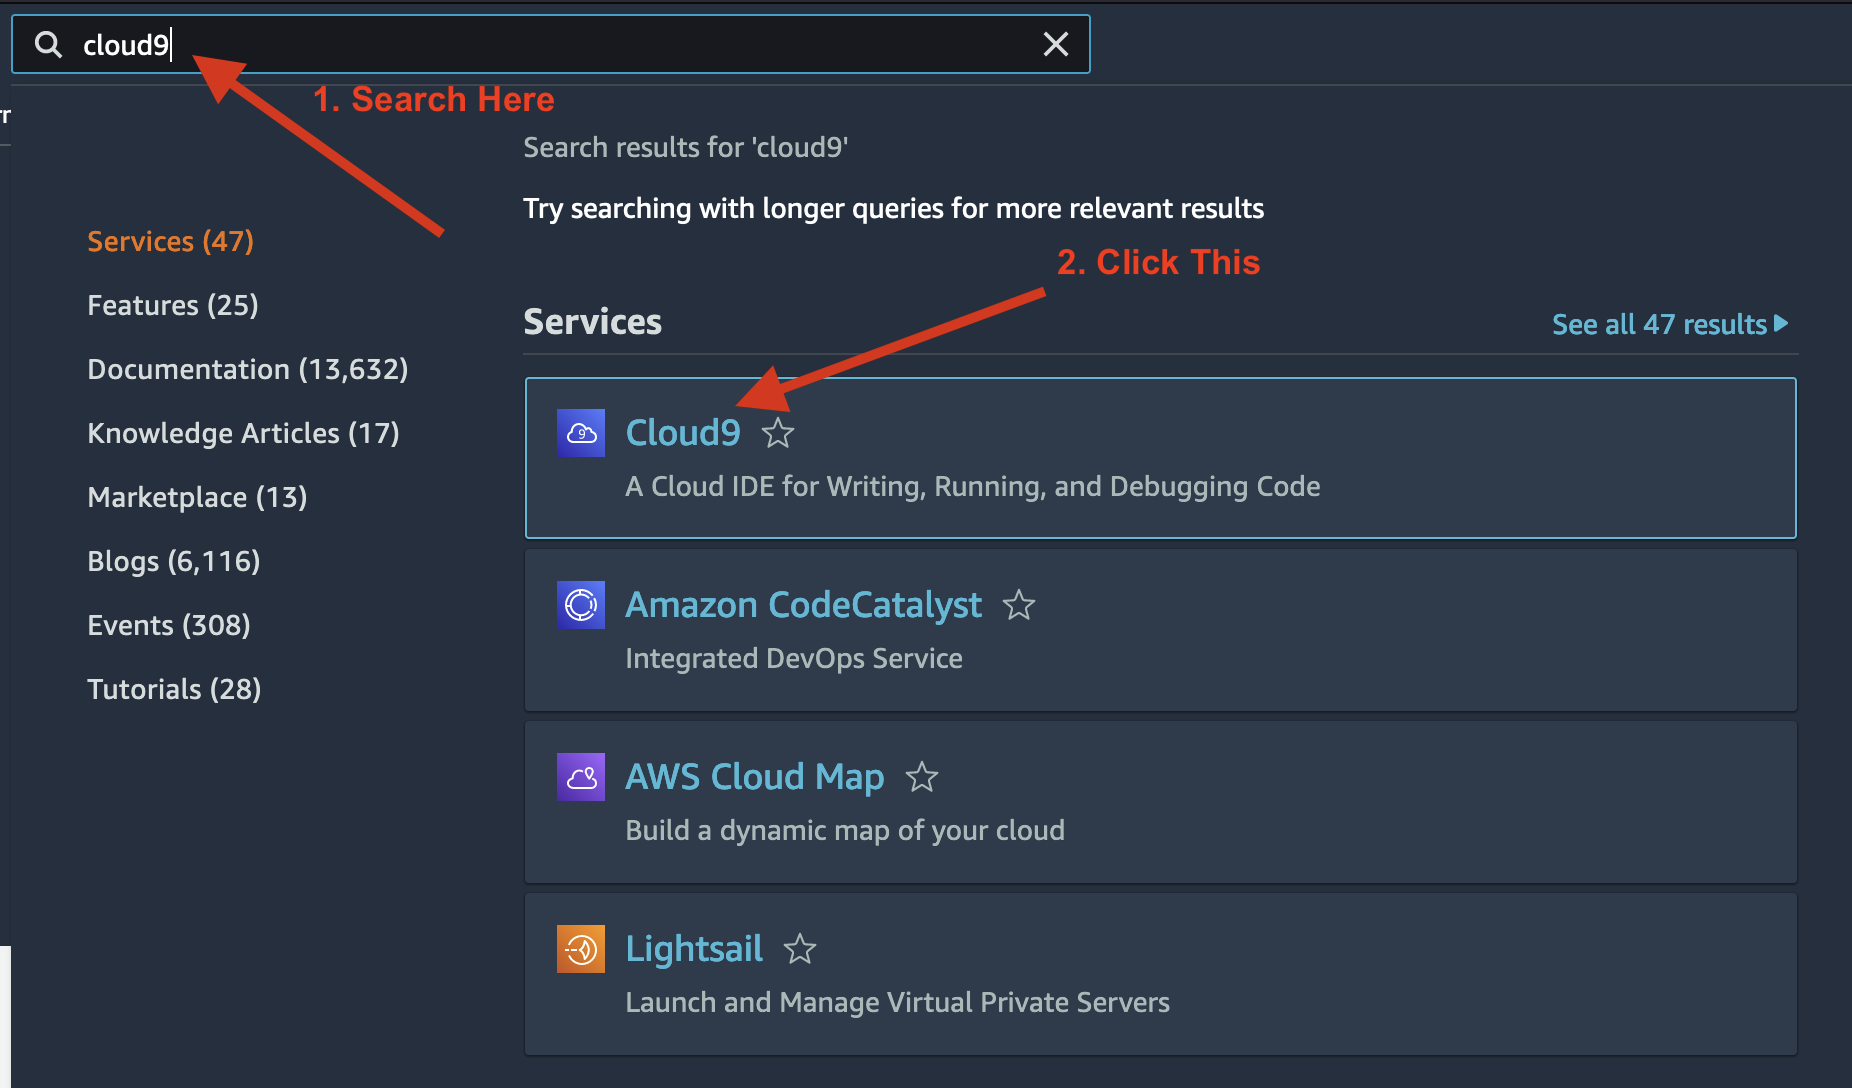 cloud9
1. Search Here
Search results for 'cloud9'
Try searching with longer queries for more relevant results
Services (47)
Features (25)
Documentation (13,632)
Knowledge Articles (17)
Marketplace (13)
Blogs (6,116)
Events (308)
Tutorials (28)
2. Click This
Services
See all 47 results
Cloud9
A Cloud IDE for Writing, Running, and Debugging Code
Amazon CodeCatalyst
Integrated DevOps Service
AWS Cloud Map
Build a dynamic map of your cloud
Lightsail
Launch and Manage Virtual Private Servers